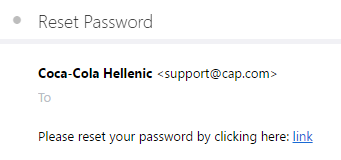 Reset Password
Coca-Cola Hellenic <support@cap.com>
To
Please reset your password by clicking here: link